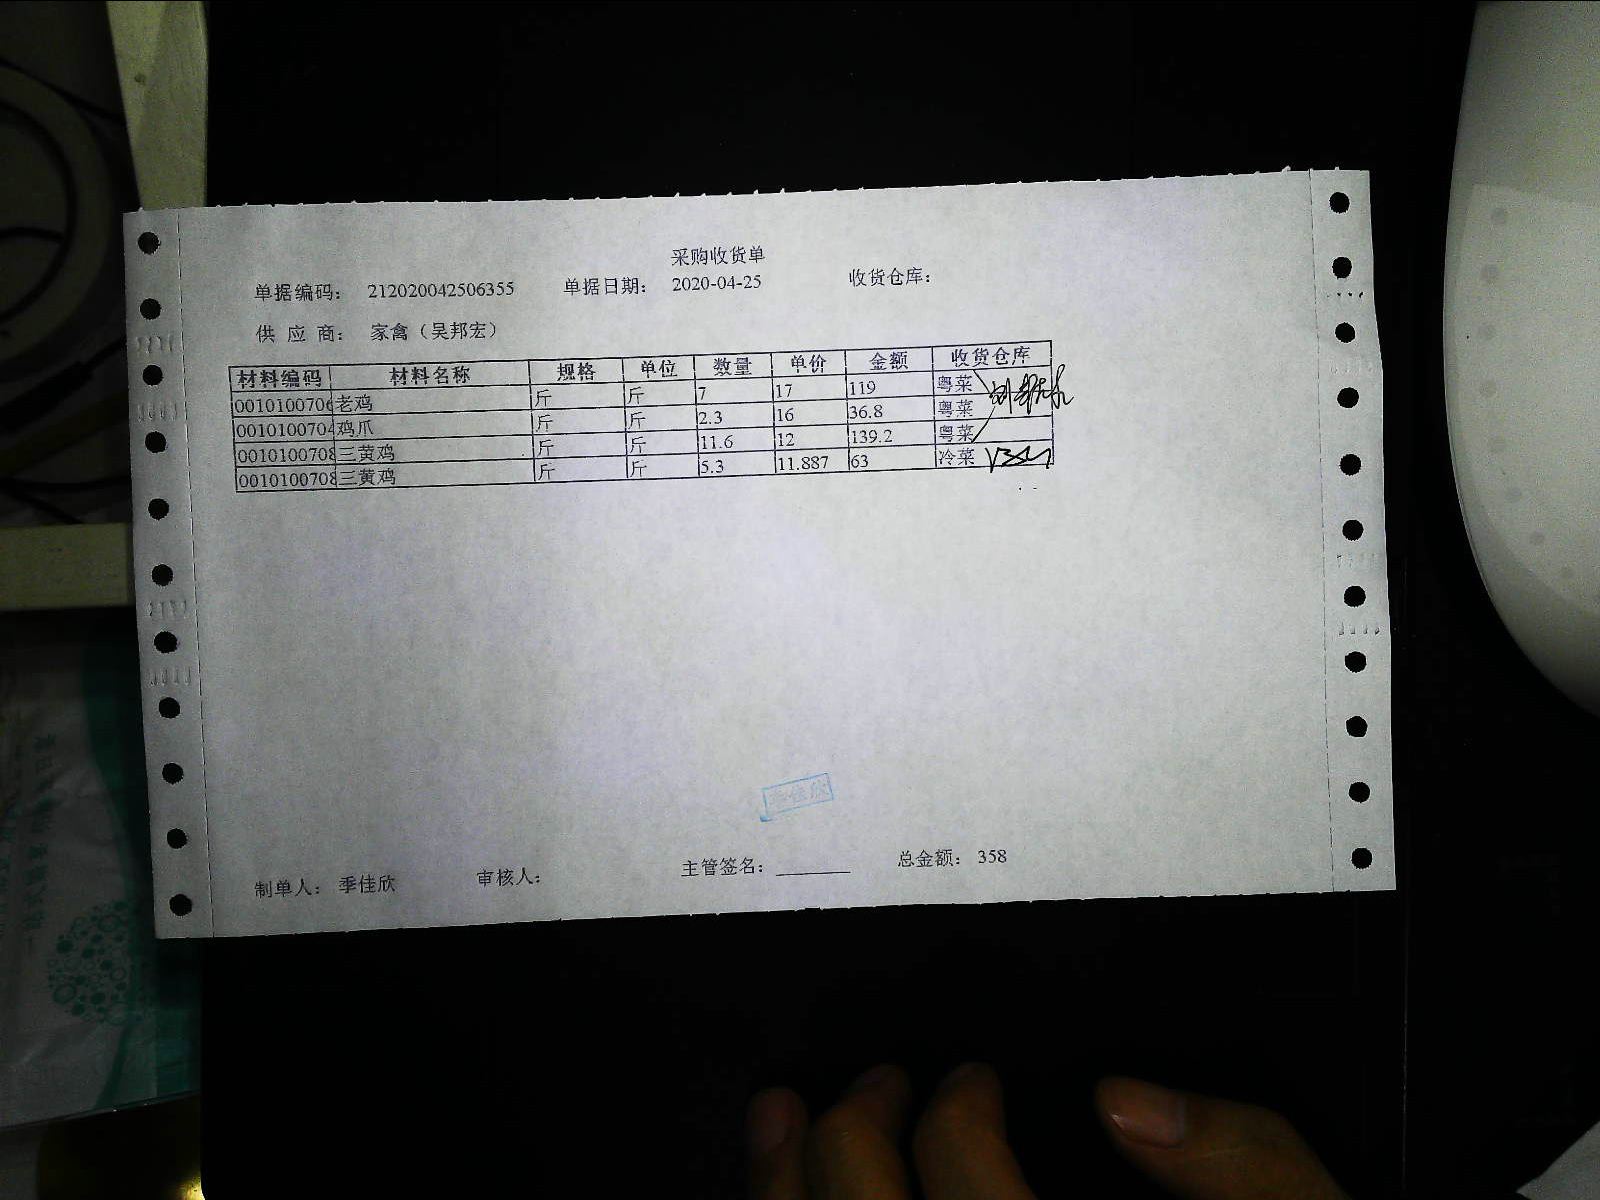 采购收货单
单据编码： 212020042506355 单据日期： 2020-04-25 收货仓库：
供 应 商： 家禽（吴邦宏）
材料编码 材料名称 规格 单位 数量 单价 金额 收货仓库
0010100706 老鸡 斤 斤 7 17 119 粤菜
0010100704 鸡爪 斤 斤 2.3 16 36.8 粤菜
0010100708 三黄鸡 斤 斤 11.6 12 139.2 粤菜
0010100708 三黄鸡 斤 斤 5.3 11.887 63 冷菜
季佳欣
制单人： 季佳欣 审核人： 主管签名： 总金额： 358